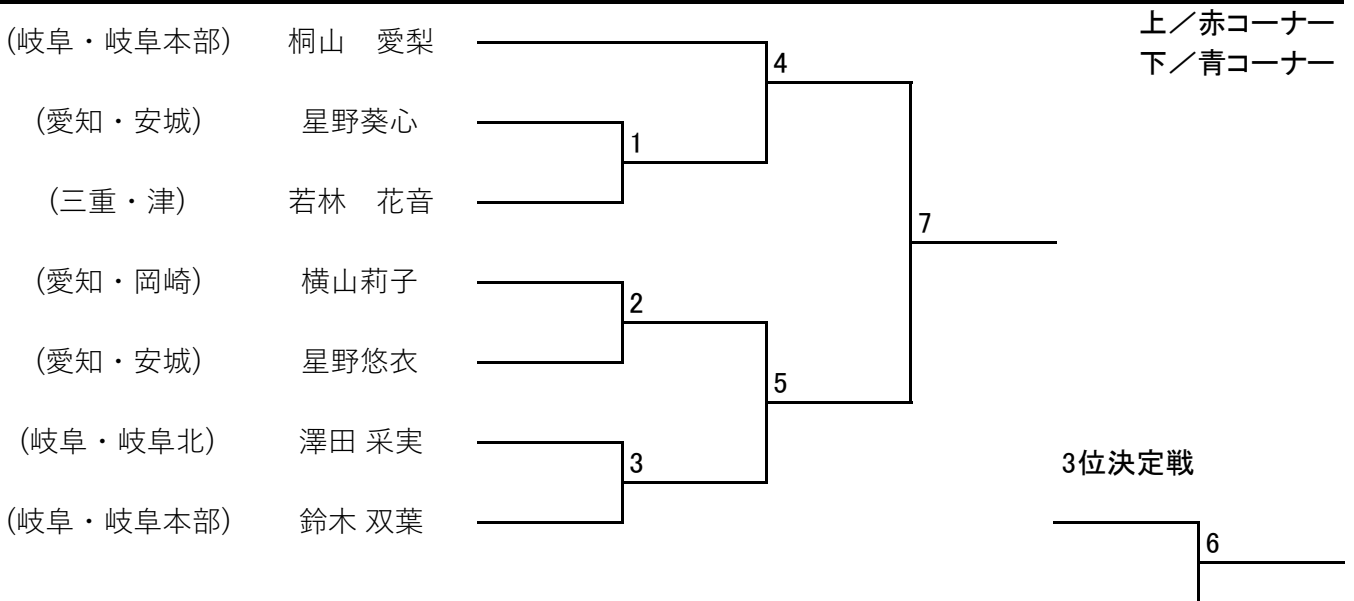 上／赤コーナー
下／青コーナー
(岐阜・岐阜本部) 桐山　愛梨
4
(愛知・安城) 星野葵心
1
(三重・津) 若林　花音
7
(愛知・岡崎) 横山莉子
2
(愛知・安城) 星野悠衣
5
(岐阜・岐阜北) 澤田 采実
3
3位決定戦
(岐阜・岐阜本部) 鈴木 双葉
6